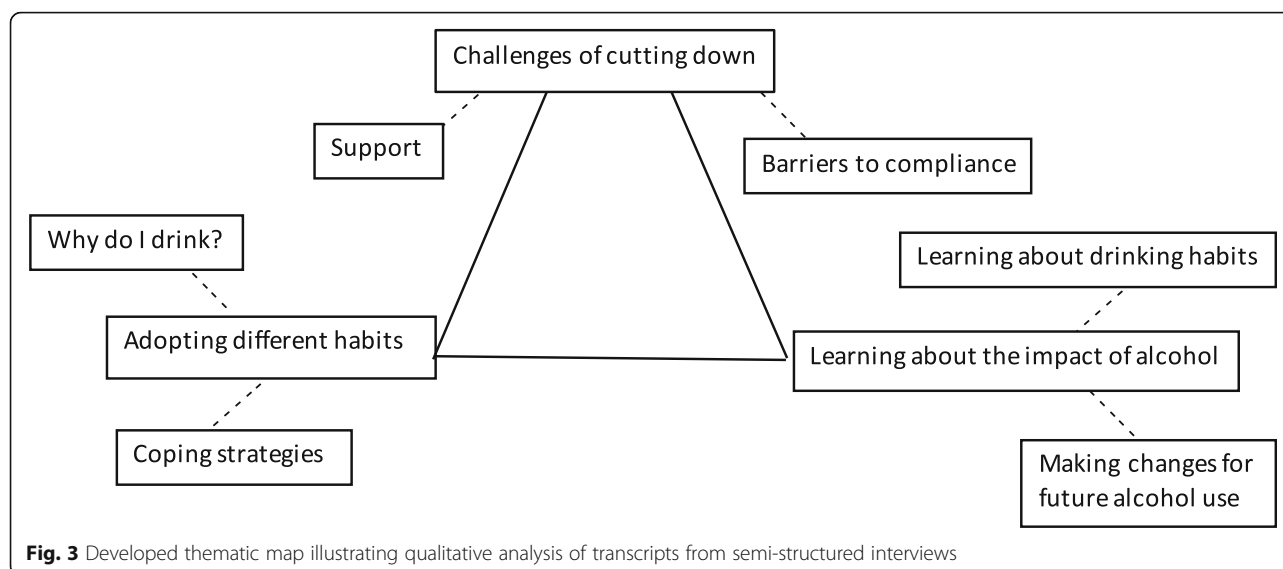 Challenges of cutting down
Support
Barriers to compliance
Why do I drink?
Learning about drinking habits
Adopting different habits
Learning about the impact of alcohol
Coping strategies
Making changes for
future alcohol use
Fig. 3 Developed thematic map illustrating qualitative analysis of transcripts from semi-structured interviews